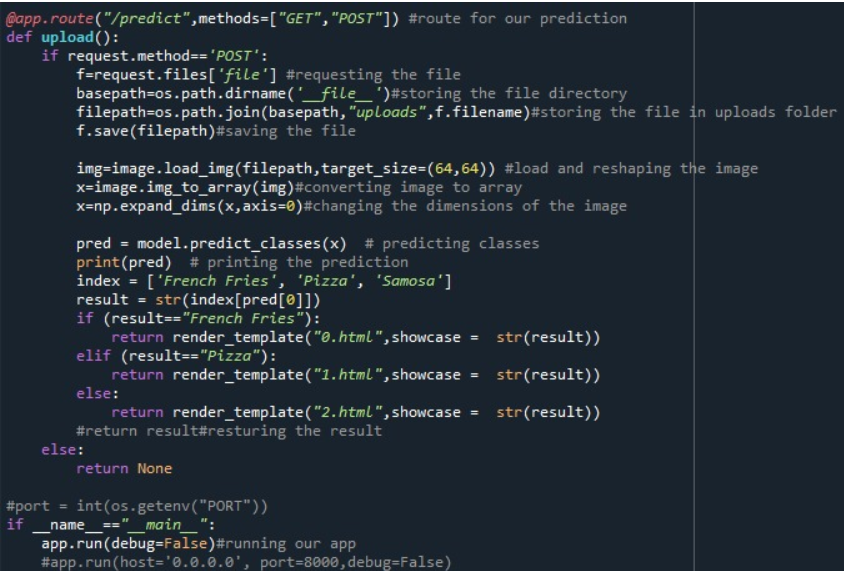 @app.route("/predict",methods=["GET","POST"]) #route for our prediction
def upload():
    if request.method=='POST':
        f=request.files['file'] #requesting the file
        basepath=os.path.dirname('__file__')#storing the file directory
        filepath=os.path.join(basepath,"uploads",f.filename)#storing the file in uploads folder
        f.save(filepath)#saving the file

        img=image.load_img(filepath,target_size=(64,64)) #load and reshaping the image
        x=image.img_to_array(img)#converting image to array
        x=np.expand_dims(x,axis=0)#changing the dimensions of the image

        pred = model.predict_classes(x)  # predicting classes
        print(pred)  # printing the prediction
        index = ['French Fries', 'Pizza', 'Samosa']
        result = str(index[pred[0]])
        if (result=="French Fries"):
            return render_template("0.html",showcase =  str(result))
        elif (result=="Pizza"):
            return render_template("1.html",showcase =  str(result))
        else:
            return render_template("2.html",showcase =  str(result))
        #return result#resturing the result
    else:
        return None

#port = int(os.getenv("PORT"))
if __name__=="__main__":
    app.run(debug=False)#running our app
    #app.run(host='0.0.0.0', port=8000,debug=False)